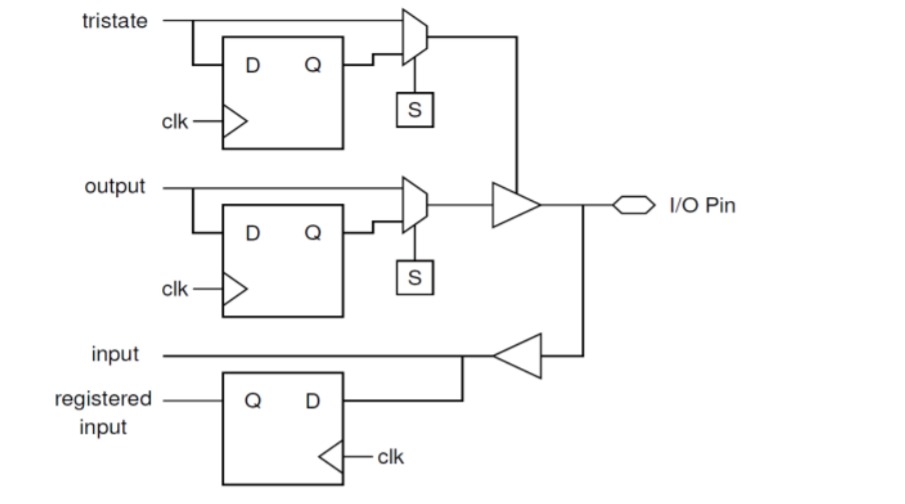 tristate
D Q
clk
S
output
D Q
I/O Pin
clk
S
input
registered
input
Q D
clk